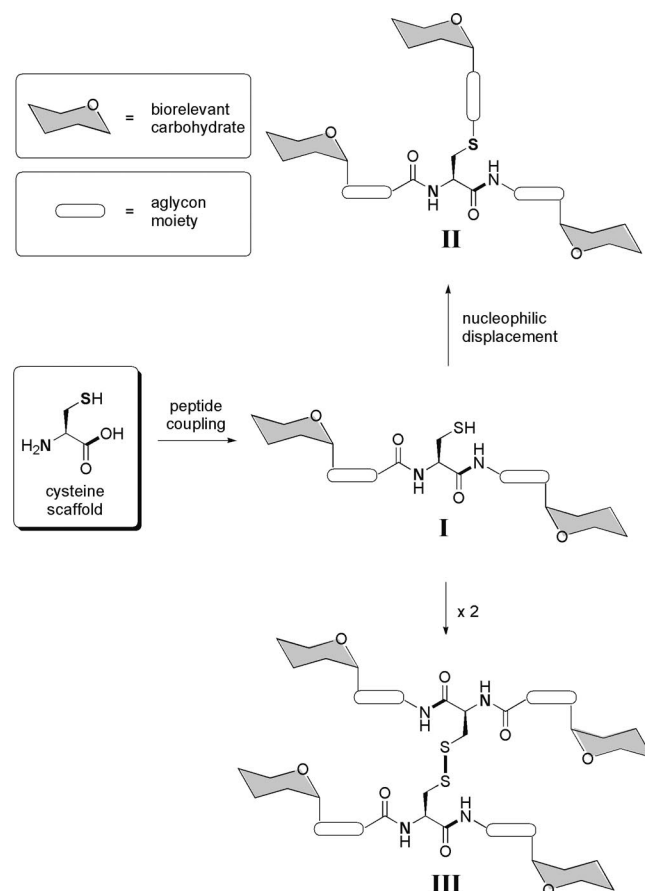 O
O
=
biorelevant
carbohydrate
O
=
aglycon
moiety
S
O
N
H
O
H
N
O
II
nucleophilic
displacement
SH
H2N
OH
O
cysteine
scaffold
peptide
coupling
O
O
SH
N
H
O
H
N
O
I
x 2
O
O
N
H
H
N
O
O
S
S
O
O
N
H
O
H
N
O
III